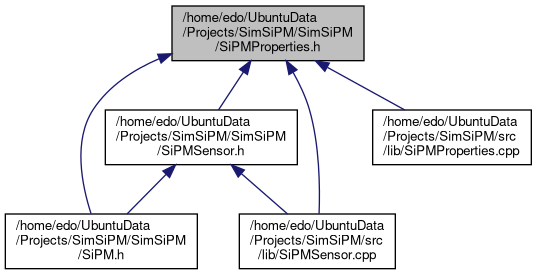 /home/edo/UbuntuData
/Projects/SimSiPM/SimSiPM
/SiPMProperties.h
/home/edo/UbuntuData
/Projects/SimSiPM/SimSiPM
/SiPMSensor.h
/home/edo/UbuntuData
/Projects/SimSiPM/src
/lib/SiPMProperties.cpp
/home/edo/UbuntuData
/Projects/SimSiPM/SimSiPM
/SiPM.h
/home/edo/UbuntuData
/Projects/SimSiPM/src
/lib/SiPMSensor.cpp